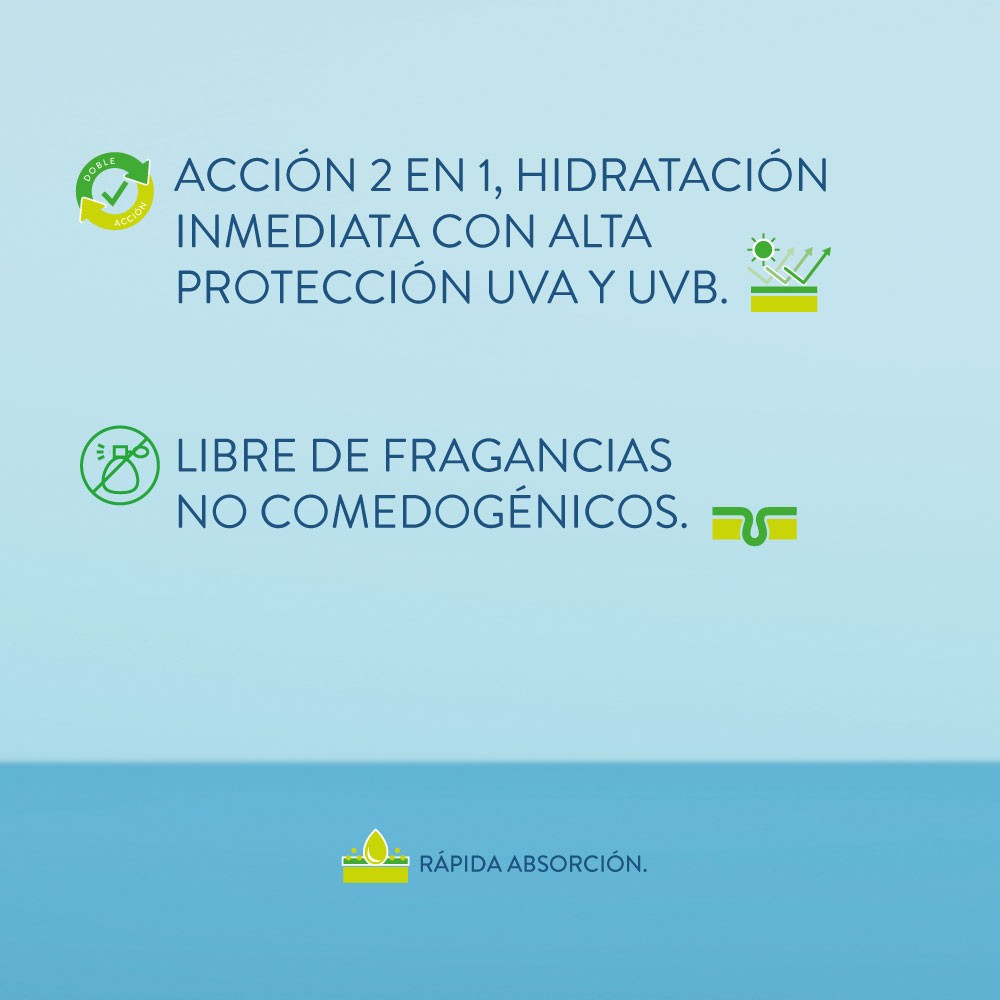 DOBLE
ACCIÓN
ACCIÓN 2 EN 1, HIDRATACIÓN
INMEDIATA CON ALTA
PROTECCIÓN UVA Y UVB.
LIBRE DE FRAGANCIAS
NO COMEDOGÉNICOS.
RÁPIDA ABSORCIÓN.